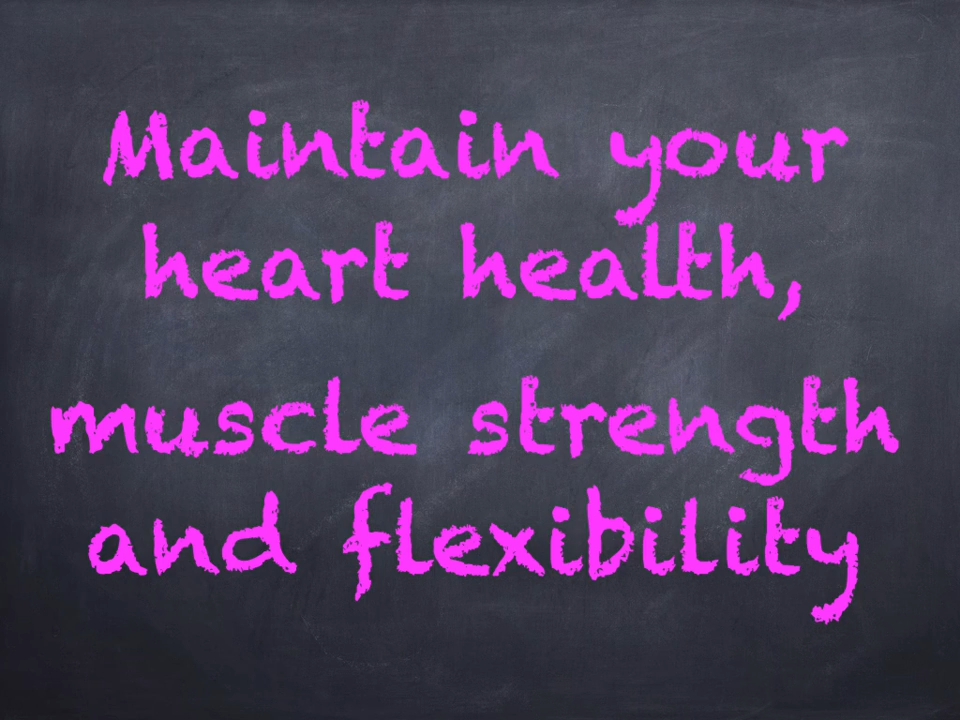 Maintain your
heart health,
muscle strength
and flexibility